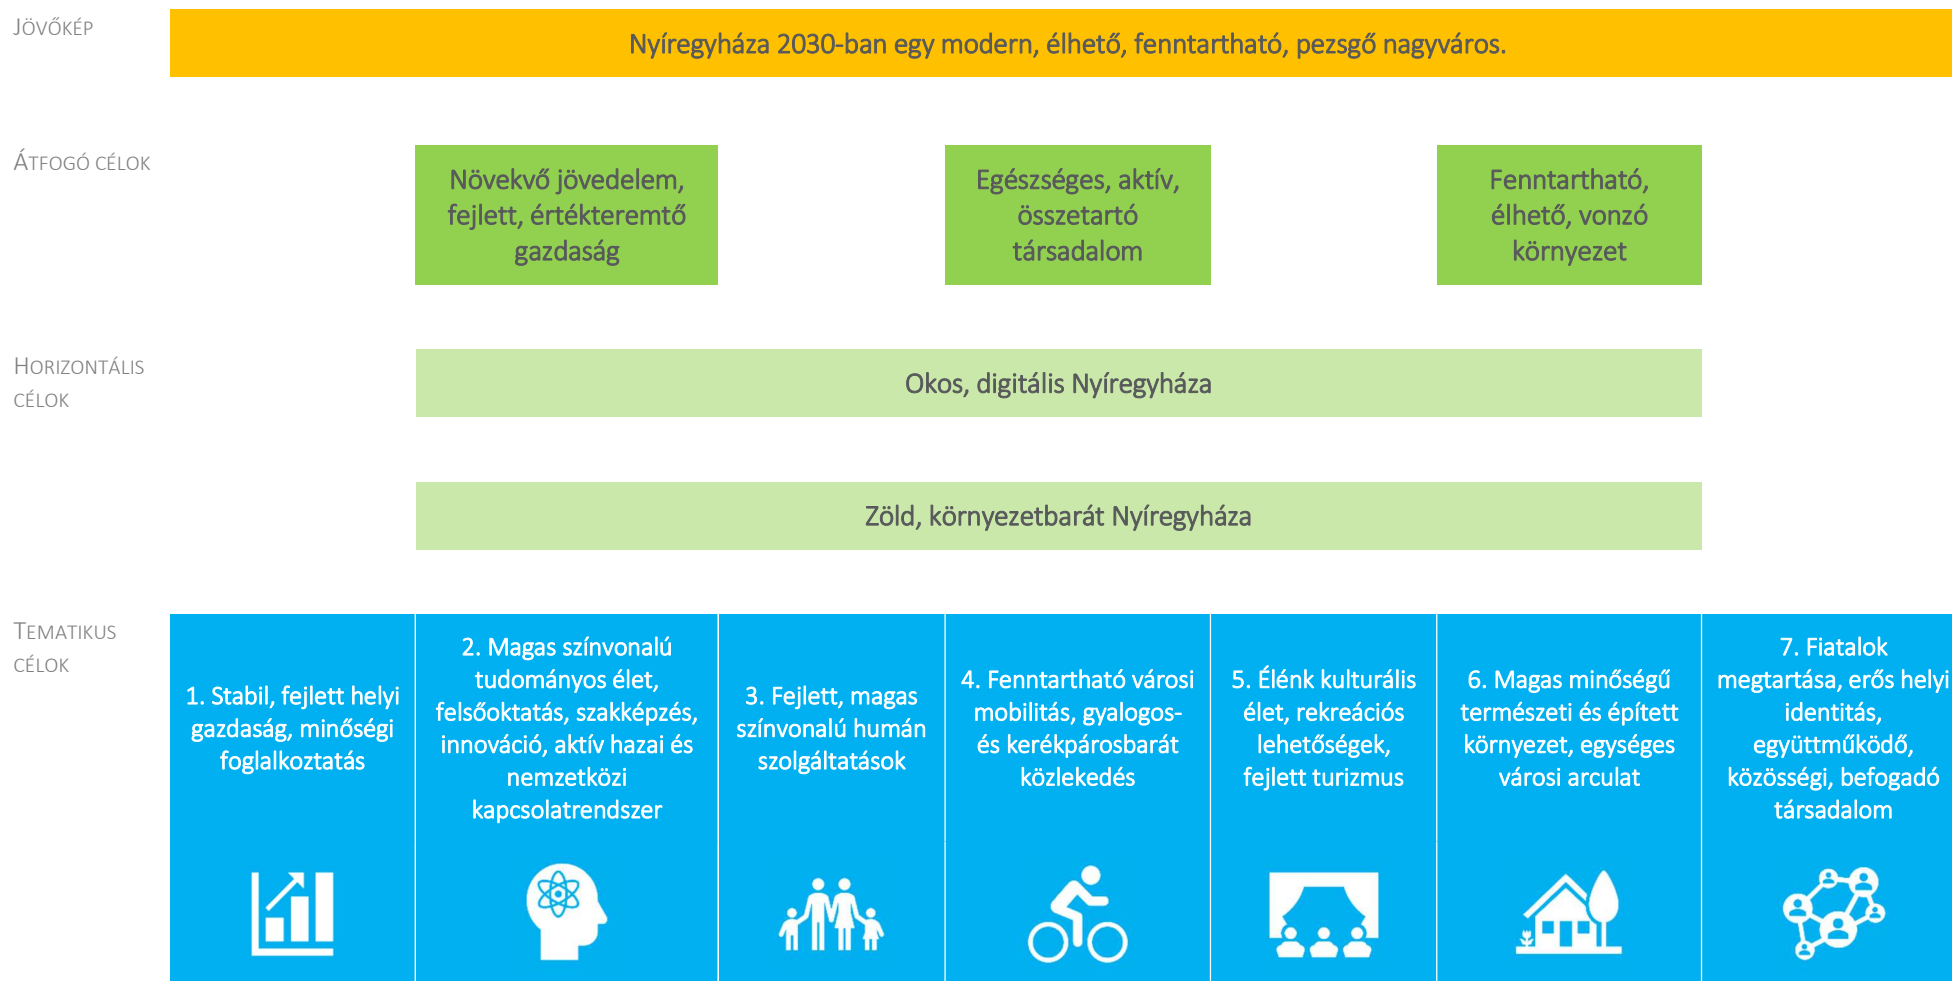 JÖVŐKÉP
Nyíregyháza 2030-ban egy modern, élhető, fenntartható, pezsgő nagyváros.
ÁTFOGÓ CÉLOK
Növekvő jövedelem,
fejlett, értékteremtő
gazdaság
Egészséges, aktív,
összetartó
társadalom
Fenntartható,
élhető, vonzó
környezet
HORIZONTÁLIS
CÉLOK
Okos, digitális Nyíregyháza
Zöld, környezetbarát Nyíregyháza
TEMATIKUS
CÉLOK
1. Stabil, fejlett helyi
gazdaság, minőségi
foglalkoztatás
2. Magas színvonalú
tudományos élet,
felsőoktatás, szakképzés,
innováció, aktív hazai és
nemzetközi
kapcsolatrendszer
3. Fejlett, magas
színvonalú humán
szolgáltatások
4. Fenntartható városi
mobilitás, gyalogos-
és kerékpárosbarát
közlekedés
5. Élénk kulturális
élet, rekreációs
lehetőségek,
fejlett turizmus
6. Magas minőségű
természeti és épített
környezet, egységes
városi arculat
7. Fiatalok
megtartása, erős helyi
identitás,
együttműködő,
közösségi, befogadó
társadalom